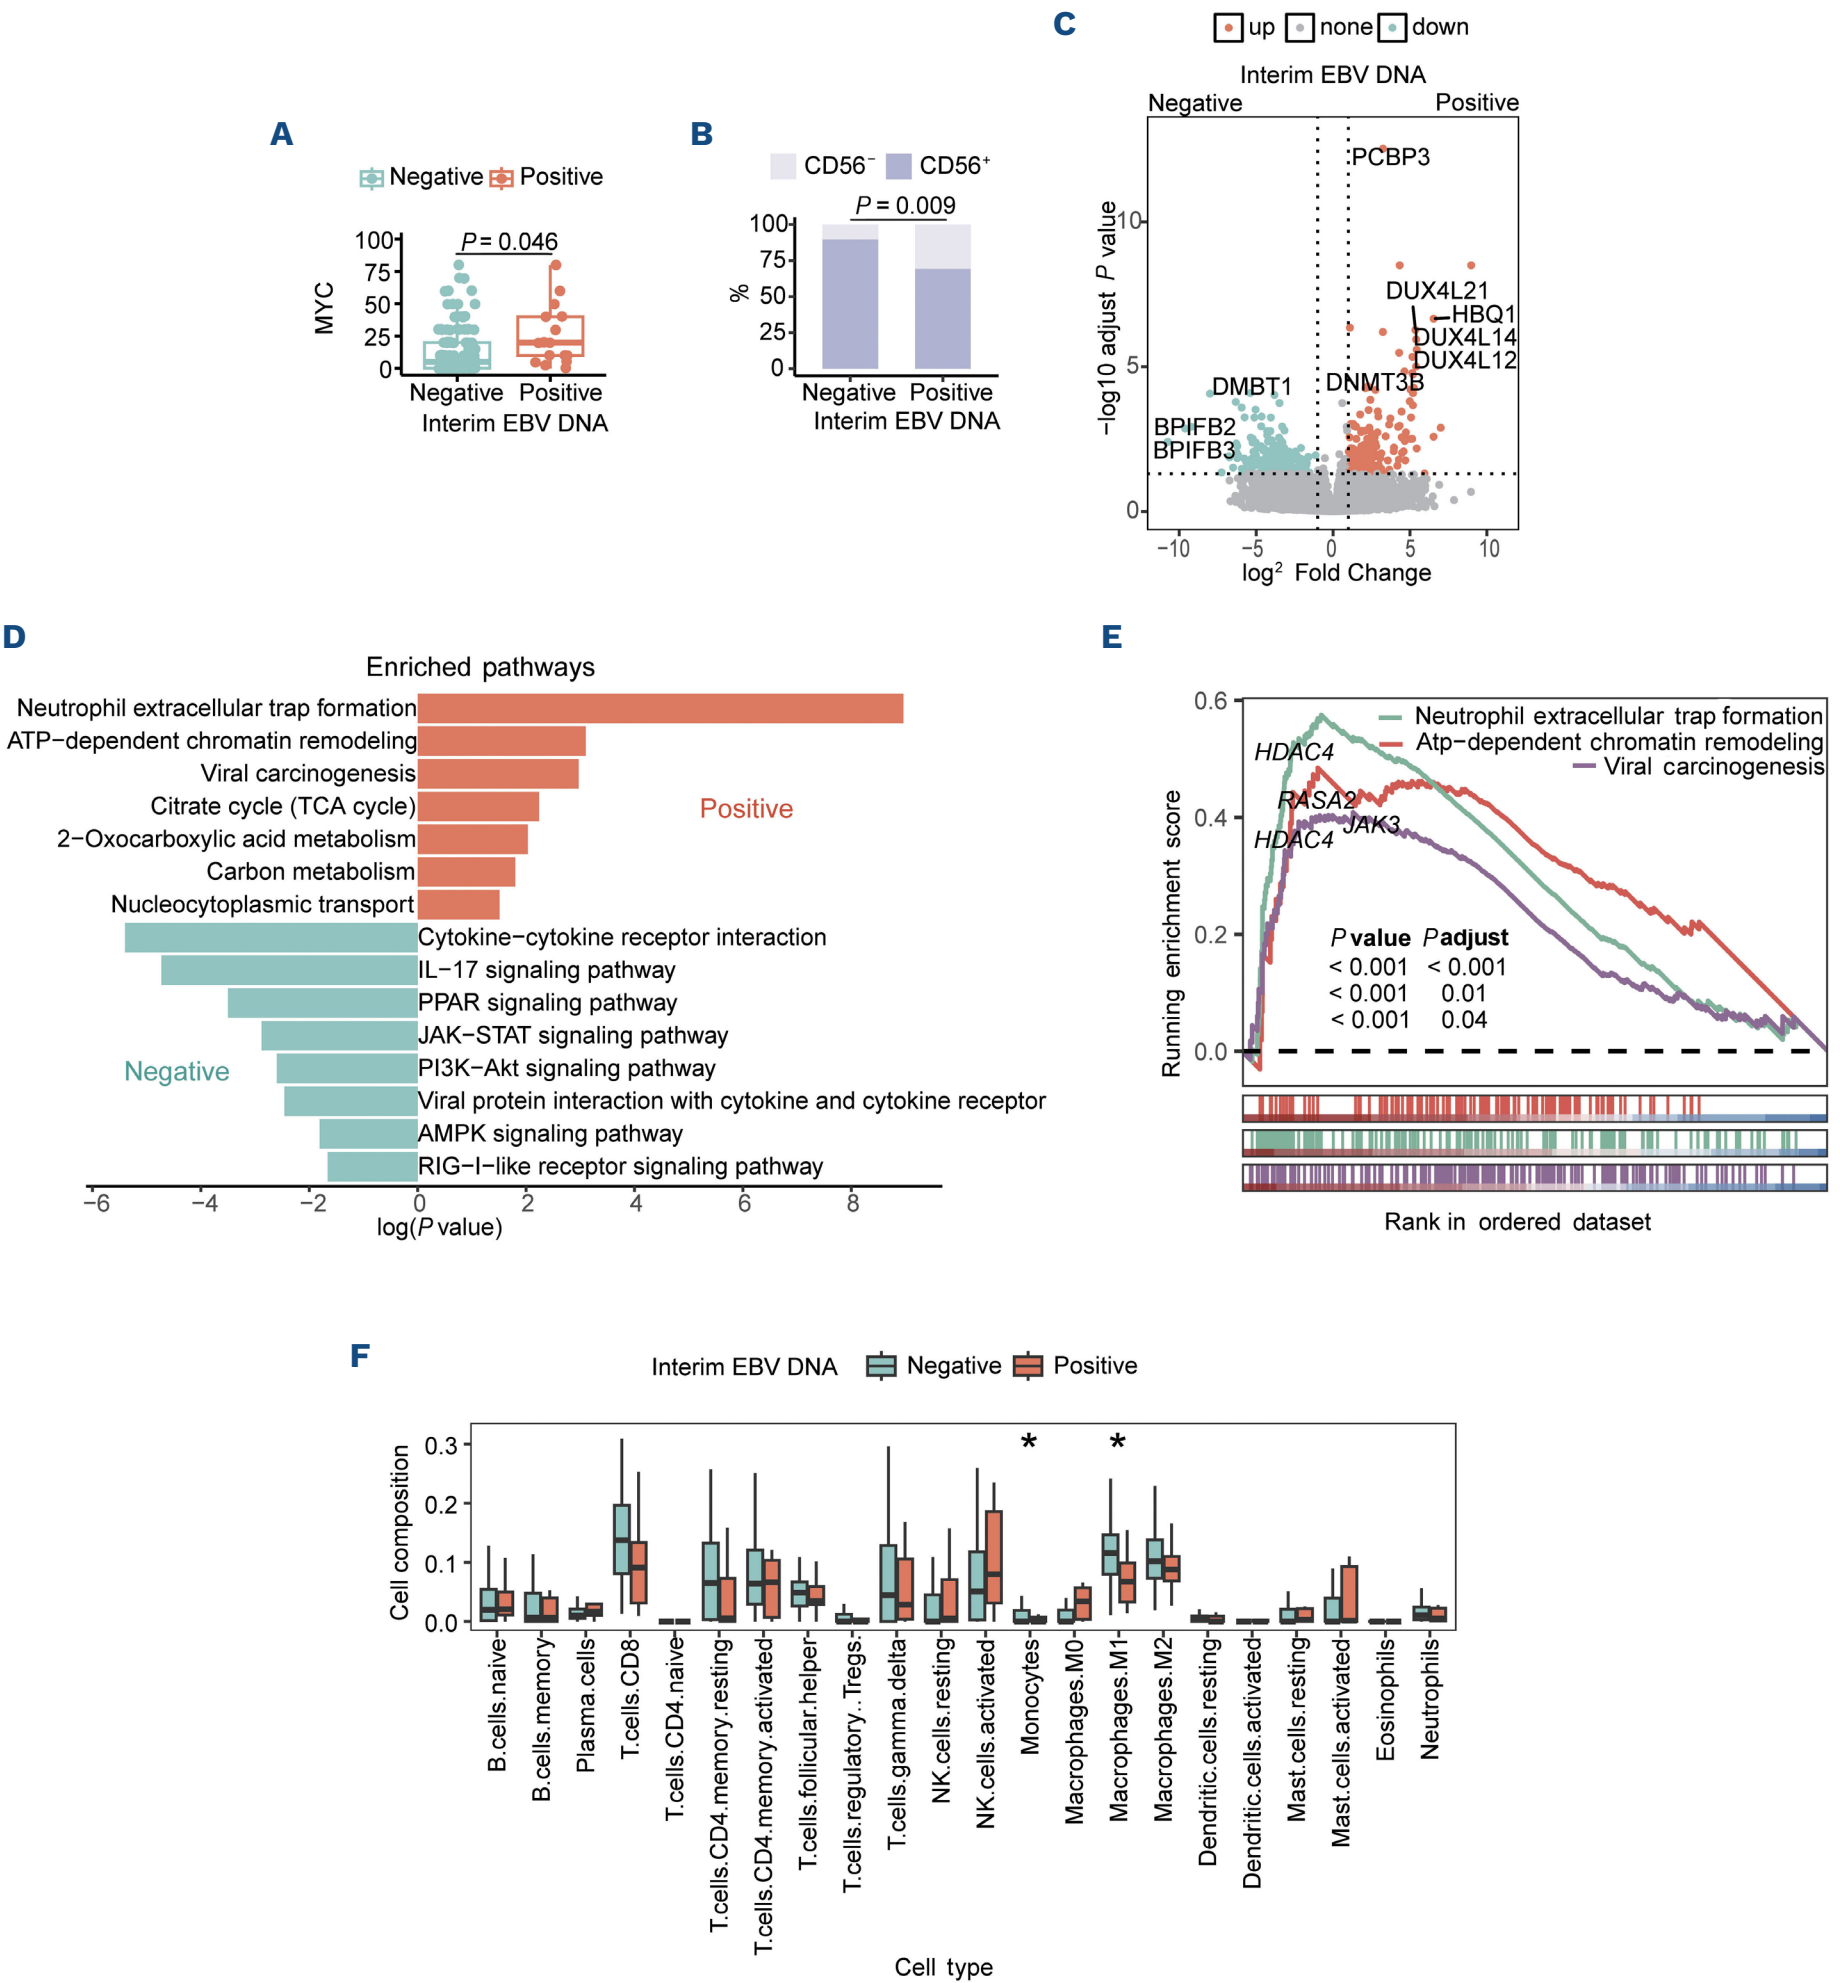 A
Negative Positive
P = 0.046
MYC
100
75
50
25
0
Negative Positive
Interim EBV DNA
B
CD56⁻ CD56⁺
P = 0.009
%
100
75
50
25
0
Negative Positive
Interim EBV DNA
C
up none down
Interim EBV DNA
Negative Positive
−log10 adjust P value
10
5
0
PCBP3
DUX4L21
HBQ1
DUX4L14
DUX4L12
DMBT1
DNMT3B
BPIFB2
BPIFB3
−10 −5 0 5 10
log² Fold Change
D
Enriched pathways
Neutrophil extracellular trap formation
ATP−dependent chromatin remodeling
Viral carcinogenesis
Citrate cycle (TCA cycle)
Positive
2−Oxocarboxylic acid metabolism
Carbon metabolism
Nucleocytoplasmic transport
Cytokine−cytokine receptor interaction
IL−17 signaling pathway
PPAR signaling pathway
JAK−STAT signaling pathway
Negative
PI3K−Akt signaling pathway
Viral protein interaction with cytokine and cytokine receptor
AMPK signaling pathway
RIG−I−like receptor signaling pathway
−6 −4 −2 0 2 4 6 8
log(P value)
E
Running enrichment score
0.6
0.4
0.2
0.0
Neutrophil extracellular trap formation
Atp−dependent chromatin remodeling
Viral carcinogenesis
HDAC4
RASA2
JAK3
HDAC4
P value P adjust
< 0.001 < 0.001
< 0.001 0.01
< 0.001 0.04
Rank in ordered dataset
F
Interim EBV DNA Negative Positive
Cell composition
0.3
0.2
0.1
0.0
* *
B.cells.naive
B.cells.memory
Plasma.cells
T.cells.CD8
T.cells.CD4.naive
T.cells.CD4.memory.resting
T.cells.CD4.memory.activated
T.cells.follicular.helper
T.cells.regulatory..Tregs.
T.cells.gamma.delta
NK.cells.resting
NK.cells.activated
Monocytes
Macrophages.M0
Macrophages.M1
Macrophages.M2
Dendritic.cells.resting
Dendritic.cells.activated
Mast.cells.resting
Mast.cells.activated
Eosinophils
Neutrophils
Cell type